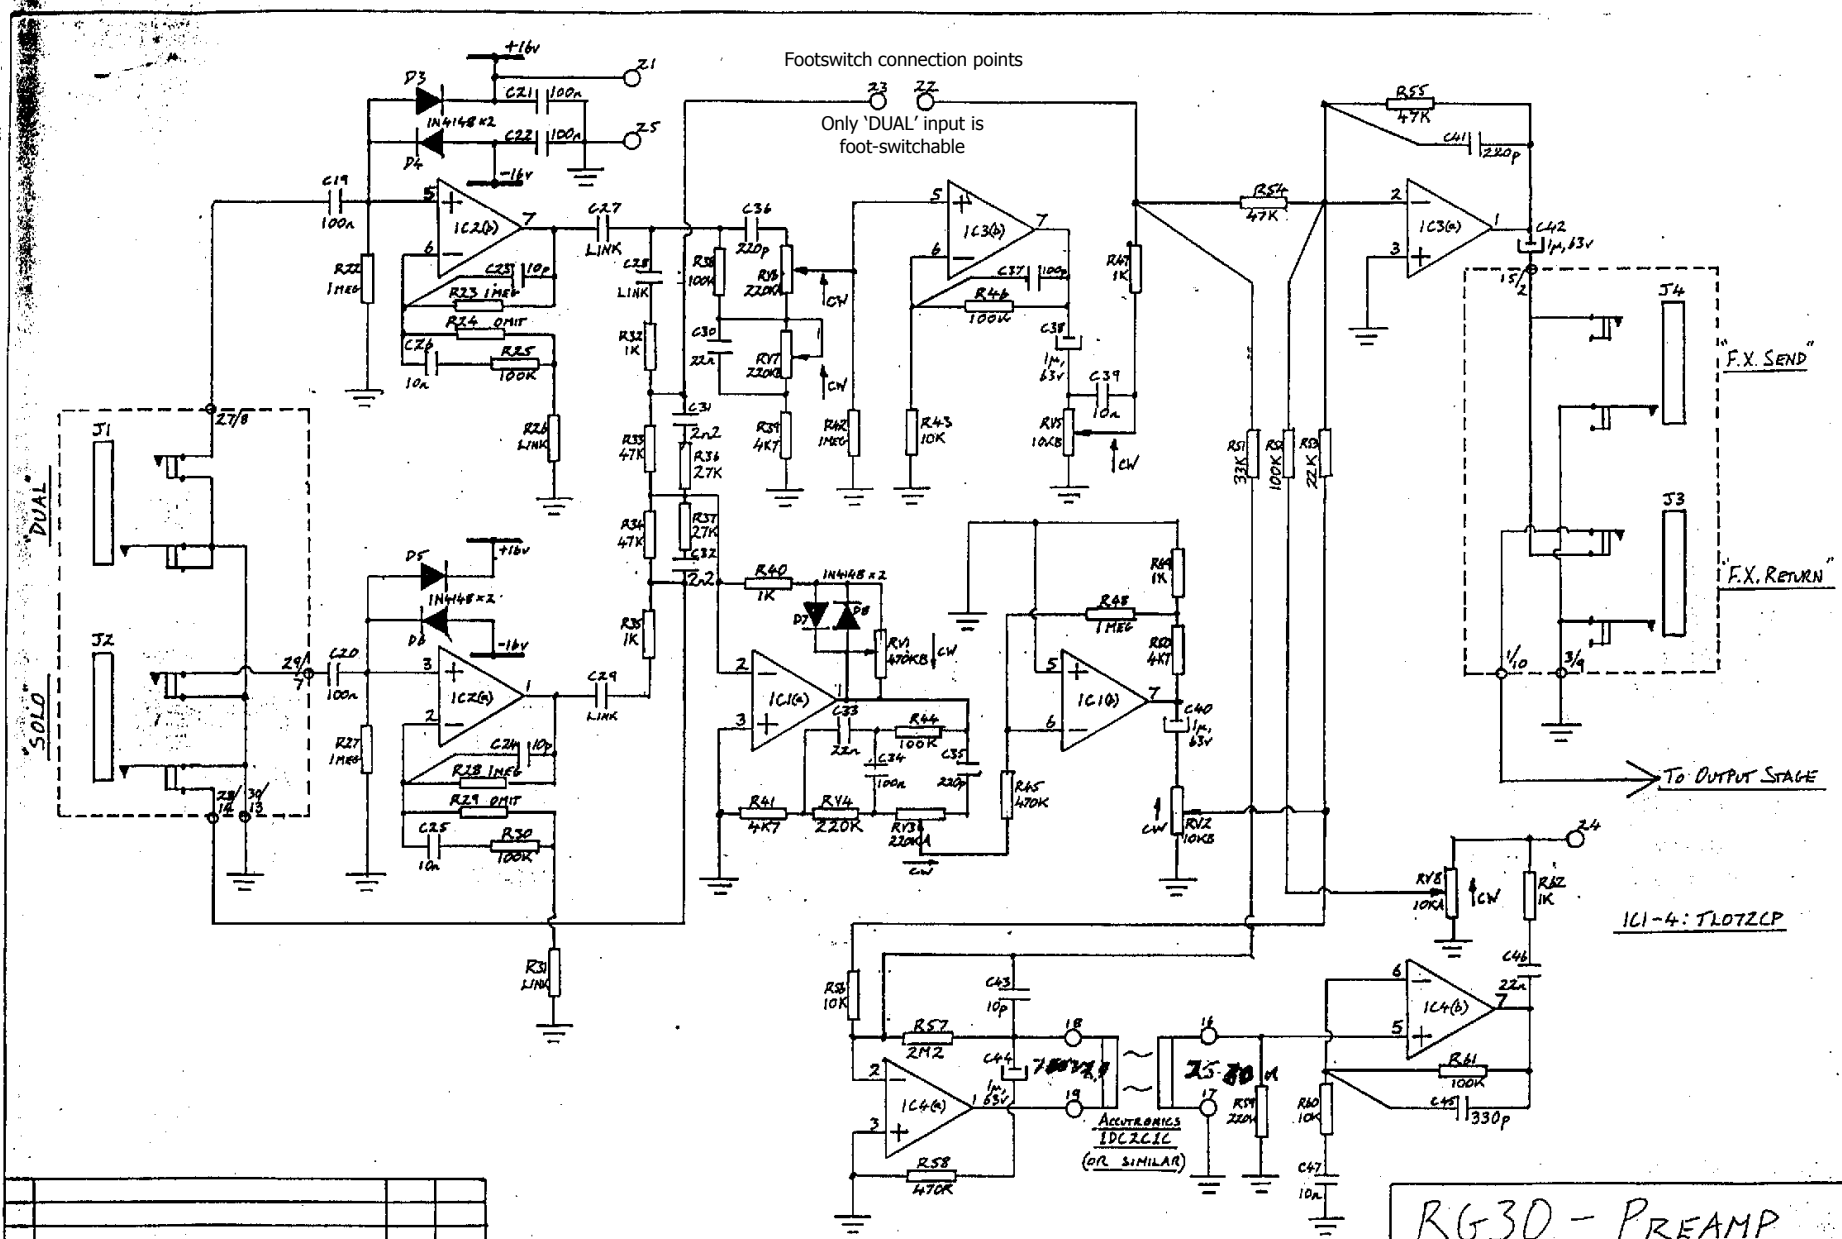 +16v
21
Footswitch connection points
D3
C21
100n
23
22
R55
47K
1N4148 x2
C22
100n
25
Only 'DUAL' input is
foot-switchable
C41
220p
D4
-16v
C19
100n
5
+
IC2(b)
7
C27
LINK
C36
220p
5
+
IC3(b)
7
R54
47K
2
−
IC3(a)
1
C42
1µ,63v
6
−
6
−
3
+
R22
1MEG
C23
10p
C28
LINK
R38
100K
RV6
220KA
CW
C37
100p
R47
1K
15/2
J4
R23 1MEG
R46
100K
R24 OMIT
R32
1K
C30
22n
RV7
220KB
CW
C38
1µ,
63v
"F.X. SEND"
C26
10n
R25
100K
C39
10n
27/8
R26
LINK
C31
2n2
R39
4K7
R42
1MEG
R43
10K
RV5
10KB
CW
R51
33K
R52
100K
R53
22K
J1
R33
47K
R36
27K
"DUAL"
J3
R34
47K
R37
27K
C32
2n2
+16v
D5
1N4148 x2
R40
1K
1N4148 x2
D7
D8
R49
1K
"F.X. RETURN"
R48
1MEG
D6
-16v
R35
1K
RV1
470KB
CW
R50
4K7
J2
29/7
C20
100n
3
+
IC2(a)
1
C29
LINK
2
−
IC1(a)
1
5
+
IC1(b)
7
1/10
3/9
"SOLO"
2
−
3
+
6
−
C40
1µ,
63v
R27
1MEG
C24
10p
C33
22n
R44
100K
R28 1MEG
C34
100n
C35
220p
R45
470K
TO OUTPUT STAGE
R29 OMIT
28/14
30/13
R41
4K7
RV4
220K
RV3
220KA
CW
CW
RV2
10KB
C25
10n
R30
100K
24
RV8
10KA
CW
R62
1K
IC1-4: TL072CP
R31
LINK
R56
10K
C43
10p
6
−
IC4(b)
7
C46
22n
R57
2M2
18
16
5
+
2
−
IC4(a)
1
C44
1µ,
63v
19
17
R61
100K
3
+
ACCUTRONICS
1DC2C1C
(OR SIMILAR)
R59
220K
R60
10K
C45
330p
R58
470R
C47
10n
RG30 - PREAMP